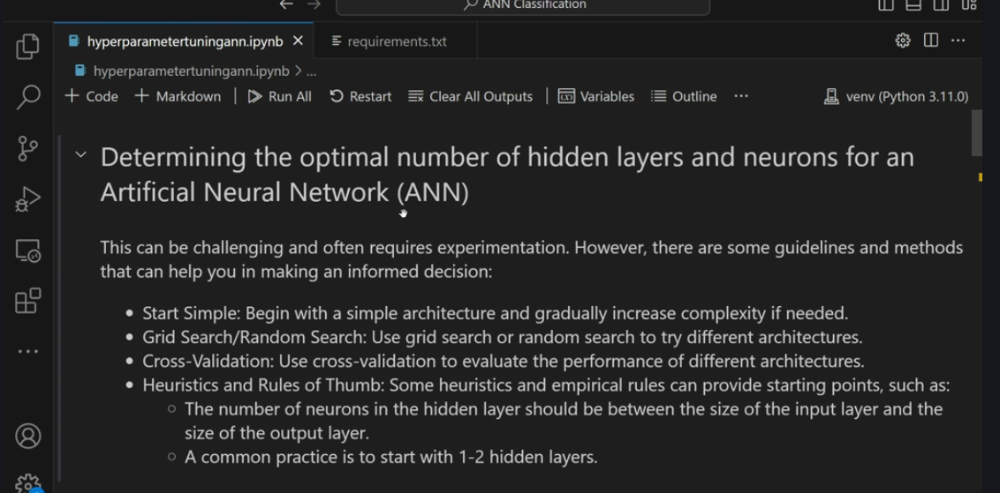 ANN Classification
hyperparametertuningann.ipynb
requirements.txt
hyperparametertuningann.ipynb > ...
+ Code + Markdown | Run All Restart Clear All Outputs | Variables Outline ... venv (Python 3.11.0)
Determining the optimal number of hidden layers and neurons for an
Artificial Neural Network (ANN)
This can be challenging and often requires experimentation. However, there are some guidelines and methods
that can help you in making an informed decision:
• Start Simple: Begin with a simple architecture and gradually increase complexity if needed.
• Grid Search/Random Search: Use grid search or random search to try different architectures.
• Cross-Validation: Use cross-validation to evaluate the performance of different architectures.
• Heuristics and Rules of Thumb: Some heuristics and empirical rules can provide starting points, such as:
○ The number of neurons in the hidden layer should be between the size of the input layer and the
size of the output layer.
○ A common practice is to start with 1-2 hidden layers.